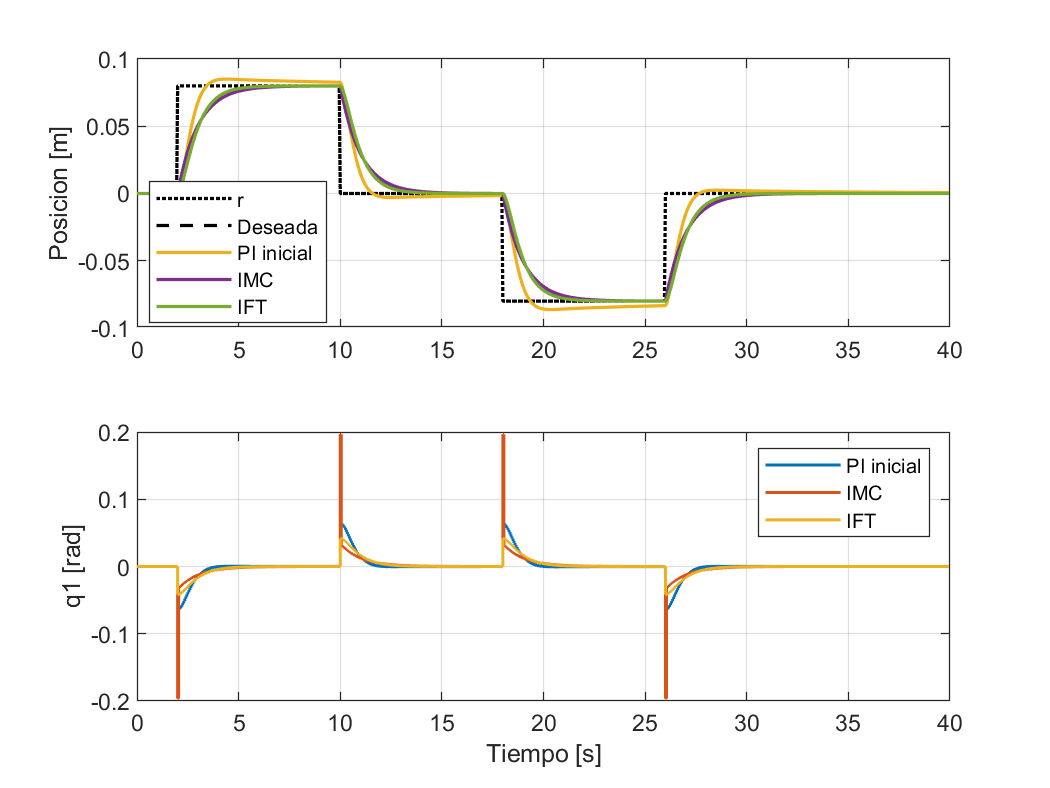 0.1
0.05
0
-0.05
-0.1
Posicion [m]
r
Deseada
PI inicial
IMC
IFT
0 5 10 15 20 25 30 35 40
0.2
0.1
0
-0.1
-0.2
q1 [rad]
PI inicial
IMC
IFT
0 5 10 15 20 25 30 35 40
Tiempo [s]